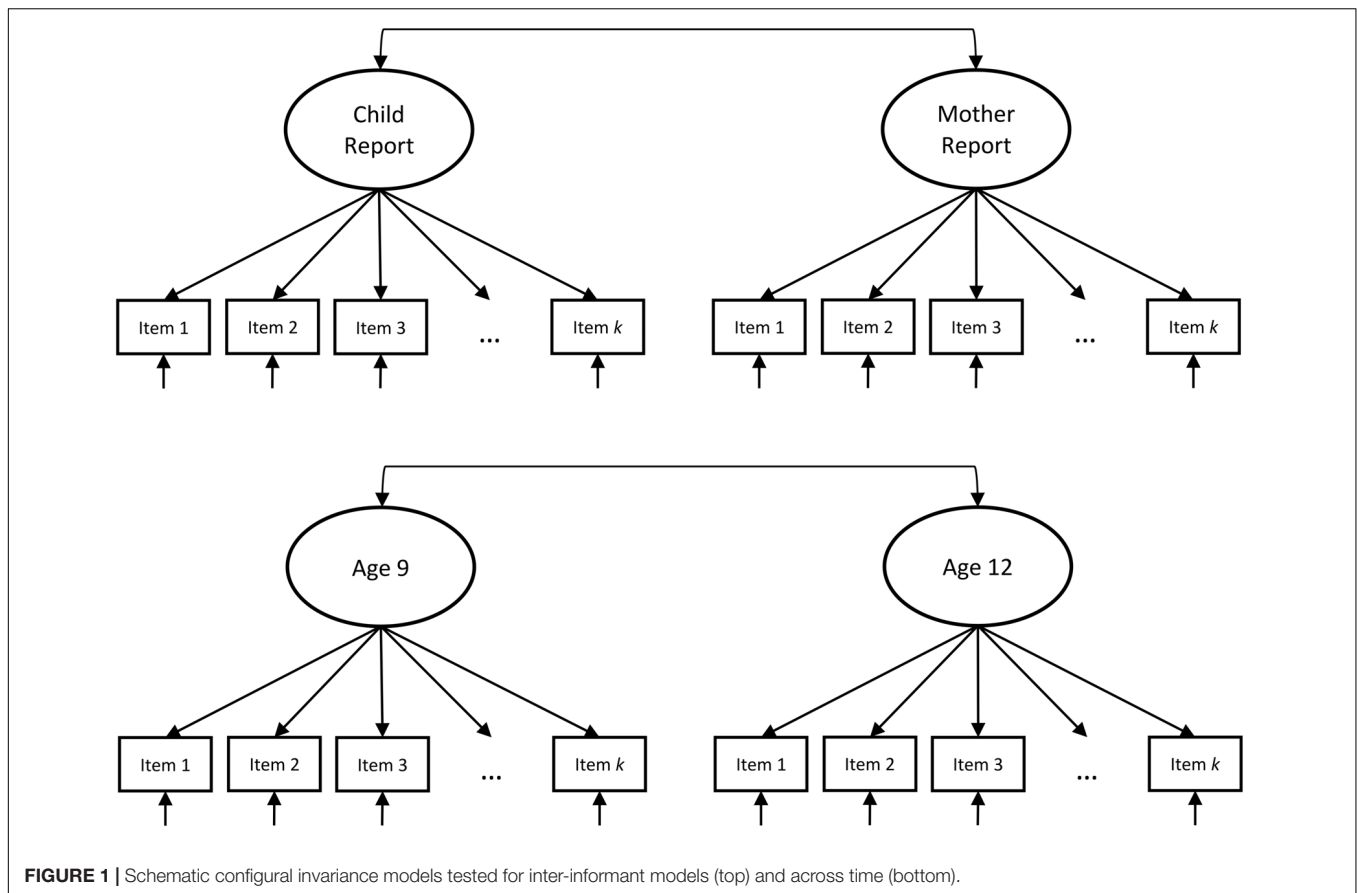 Child
Report
Mother
Report
Item 1 Item 2 Item 3 ... Item k
Item 1 Item 2 Item 3 ... Item k
Age 9
Age 12
Item 1 Item 2 Item 3 ... Item k
Item 1 Item 2 Item 3 ... Item k
FIGURE 1 | Schematic configural invariance models tested for inter-informant models (top) and across time (bottom).